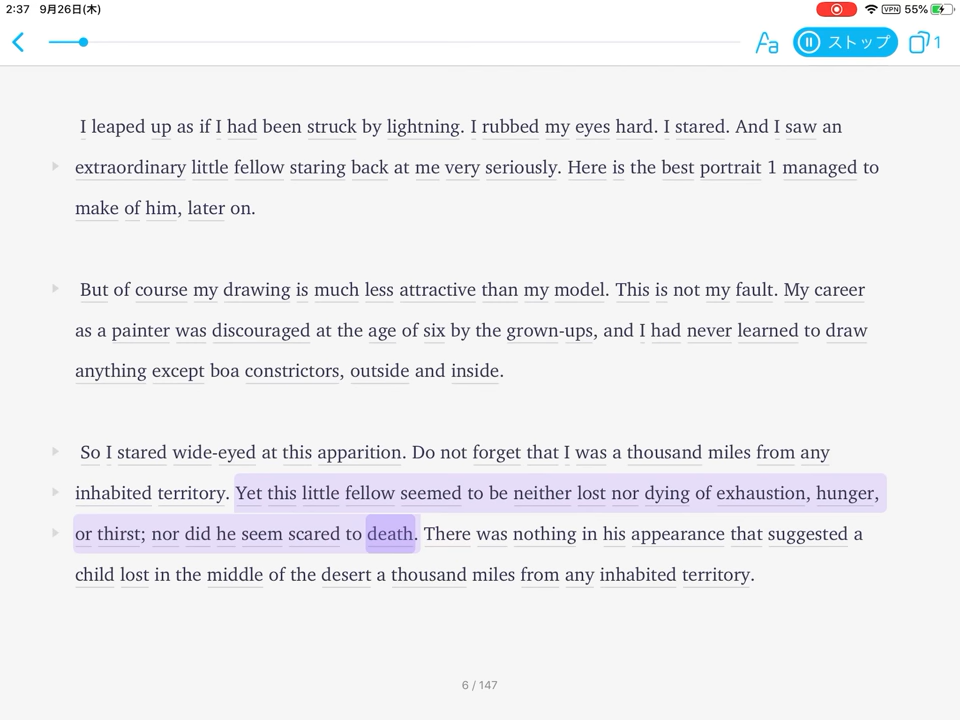 2:37 9月26日(木) VPN 55%
ストップ 1
I leaped up as if I had been struck by lightning. I rubbed my eyes hard. I stared. And I saw an
extraordinary little fellow staring back at me very seriously. Here is the best portrait 1 managed to
make of him, later on.
But of course my drawing is much less attractive than my model. This is not my fault. My career
as a painter was discouraged at the age of six by the grown-ups, and I had never learned to draw
anything except boa constrictors, outside and inside.
So I stared wide-eyed at this apparition. Do not forget that I was a thousand miles from any
inhabited territory. Yet this little fellow seemed to be neither lost nor dying of exhaustion, hunger,
or thirst; nor did he seem scared to death. There was nothing in his appearance that suggested a
child lost in the middle of the desert a thousand miles from any inhabited territory.
6 / 147